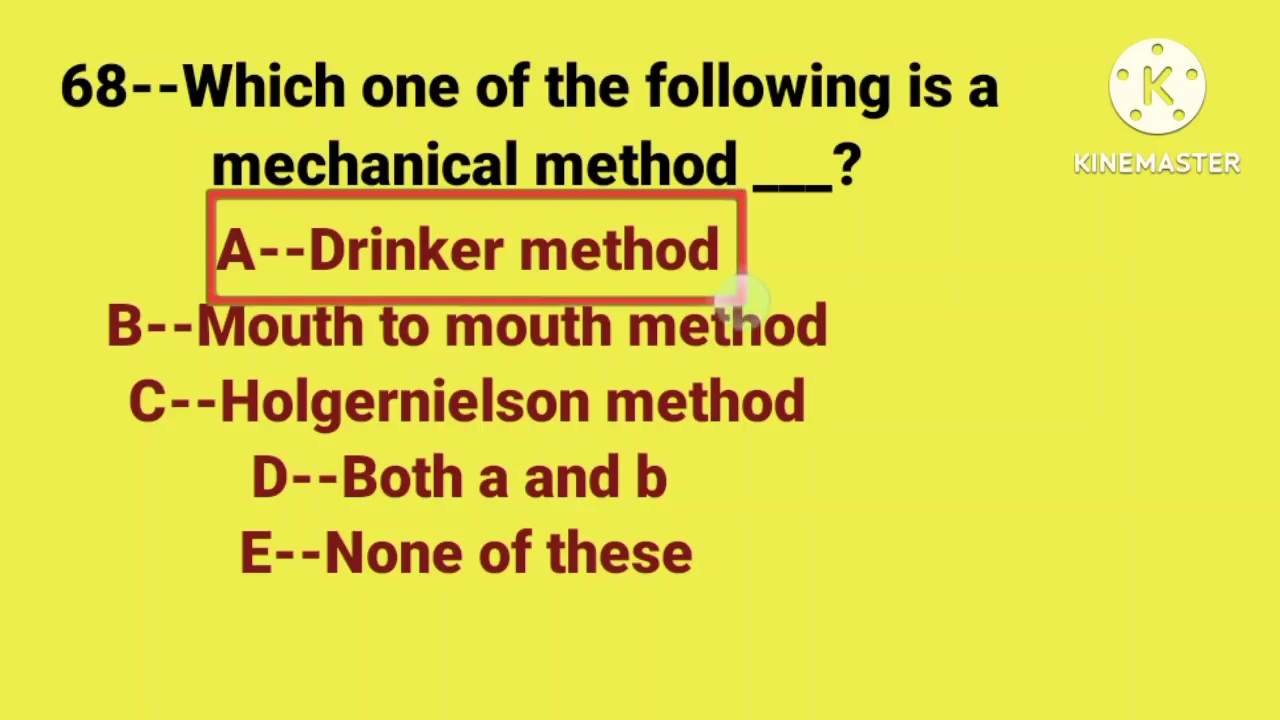 68--Which one of the following is a
mechanical method ___?
A--Drinker method
B--Mouth to mouth method
C--Holgernielson method
D--Both a and b
E--None of these
K
KINEMASTER